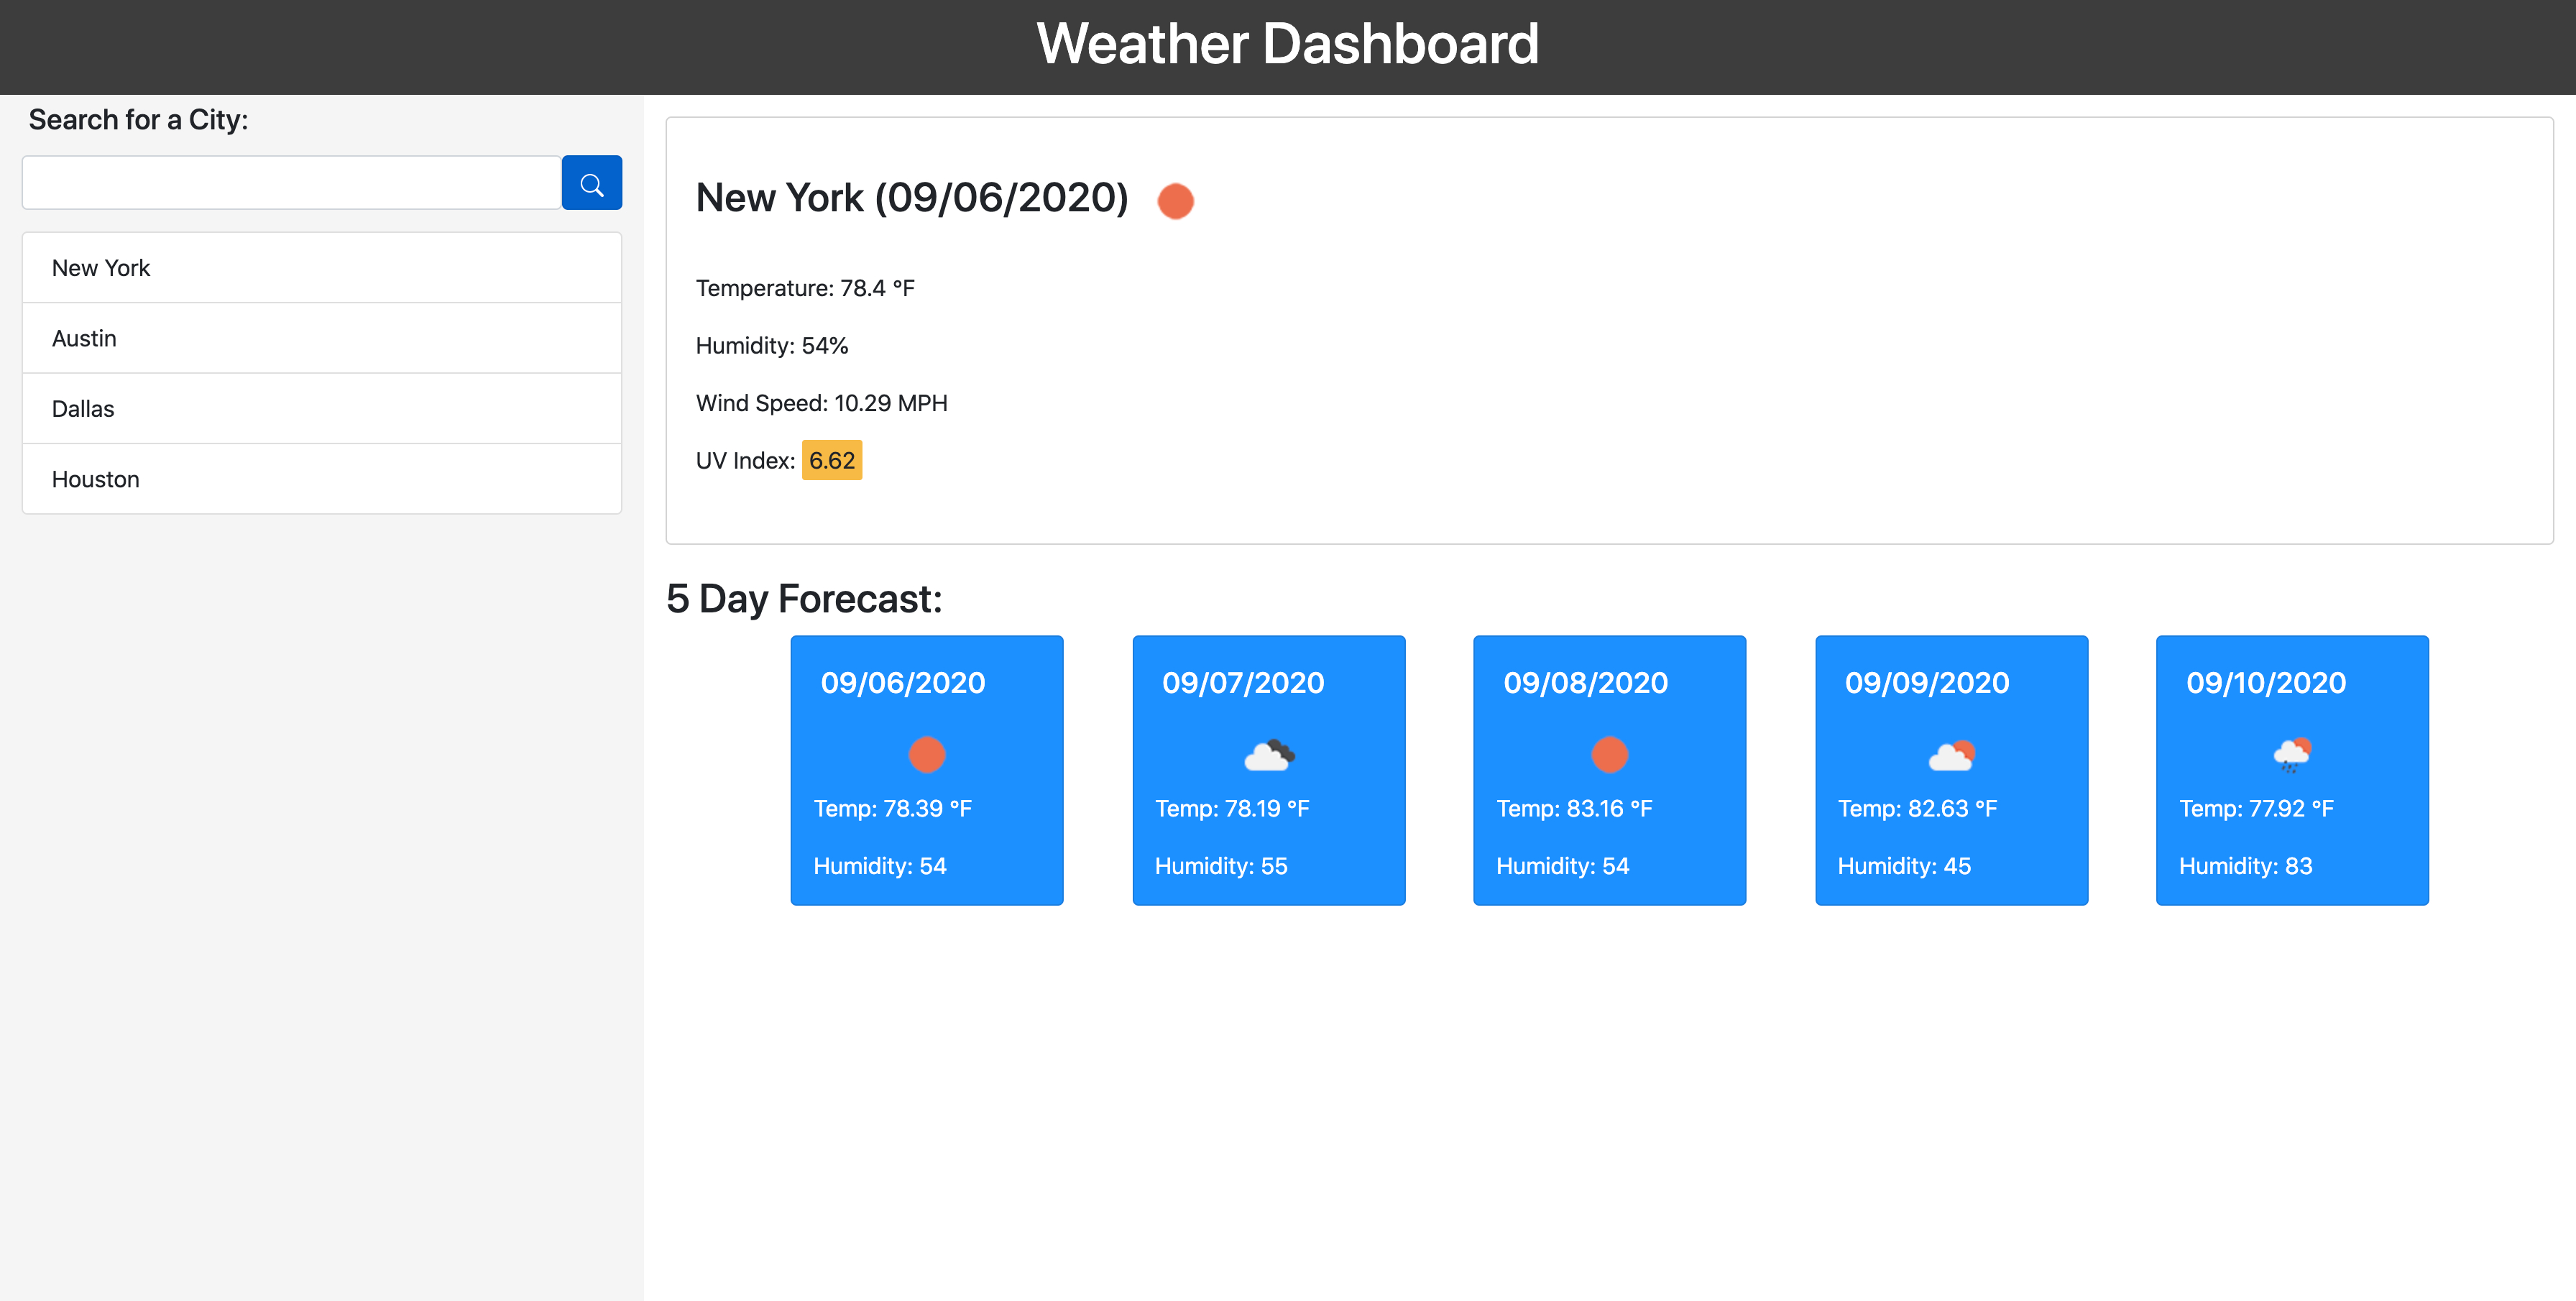 Weather Dashboard
Search for a City:
New York
Austin
Dallas
Houston
New York (09/06/2020)
Temperature: 78.4 °F
Humidity: 54%
Wind Speed: 10.29 MPH
UV Index: 6.62
5 Day Forecast:
09/06/2020
Temp: 78.39 °F
Humidity: 54
09/07/2020
Temp: 78.19 °F
Humidity: 55
09/08/2020
Temp: 83.16 °F
Humidity: 54
09/09/2020
Temp: 82.63 °F
Humidity: 45
09/10/2020
Temp: 77.92 °F
Humidity: 83